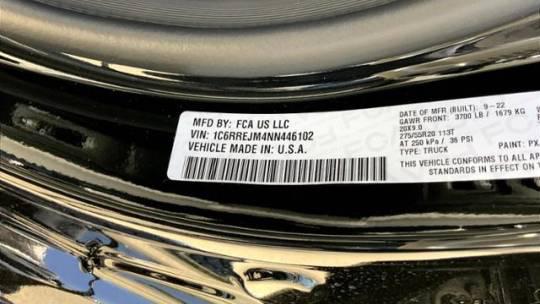 MFD BY: FCA US LLC
VIN: 1C6RREJM4NN446102
VEHICLE MADE IN: U.S.A.
DATE OF MFR (BUILT): 9-22
GAWR FRONT: 3700 LB / 1679 KG
20X9.0
275/55R20 113T
AT 250 kPa / 36 PSI
TYPE: TRUCK
PAINT: PX
THIS VEHICLE CONFORMS TO ALL AP
STANDARDS IN EFFECT ON T